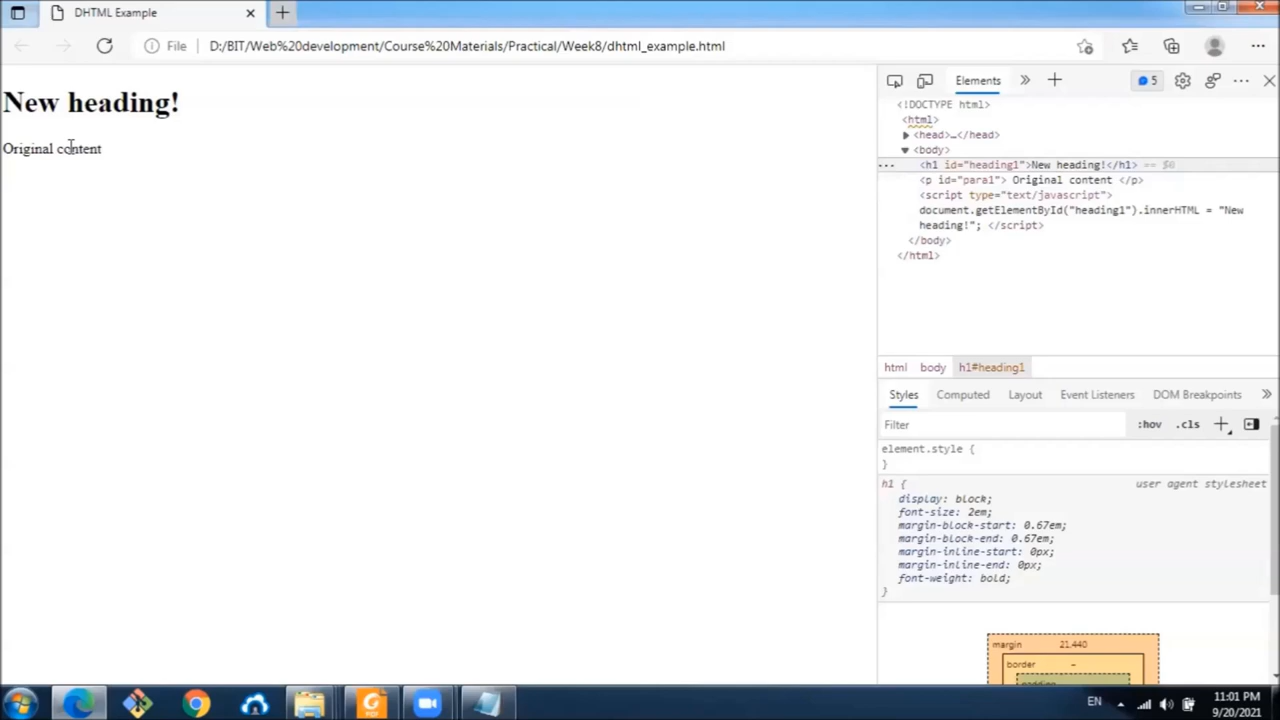 DHTML Example
File D:/BIT/Web%20development/Course%20Materials/Practical/Week8/dhtml_example.html
New heading!
Original content
Elements
5
<!DOCTYPE html>
<html>
<head>…</head>
<body>
<h1 id="heading1">New heading!</h1> == $0
<p id="para1"> Original content </p>
<script type="text/javascript">
document.getElementById("heading1").innerHTML = "New
heading!"; </script>
</body>
</html>
html body h1#heading1
Styles Computed Layout Event Listeners DOM Breakpoints
Filter :hov .cls
element.style {
}
h1 { user agent stylesheet
display: block;
font-size: 2em;
margin-block-start: 0.67em;
margin-block-end: 0.67em;
margin-inline-start: 0px;
margin-inline-end: 0px;
font-weight: bold;
}
margin 21.440
border –
EN 11:01 PM
9/20/2021